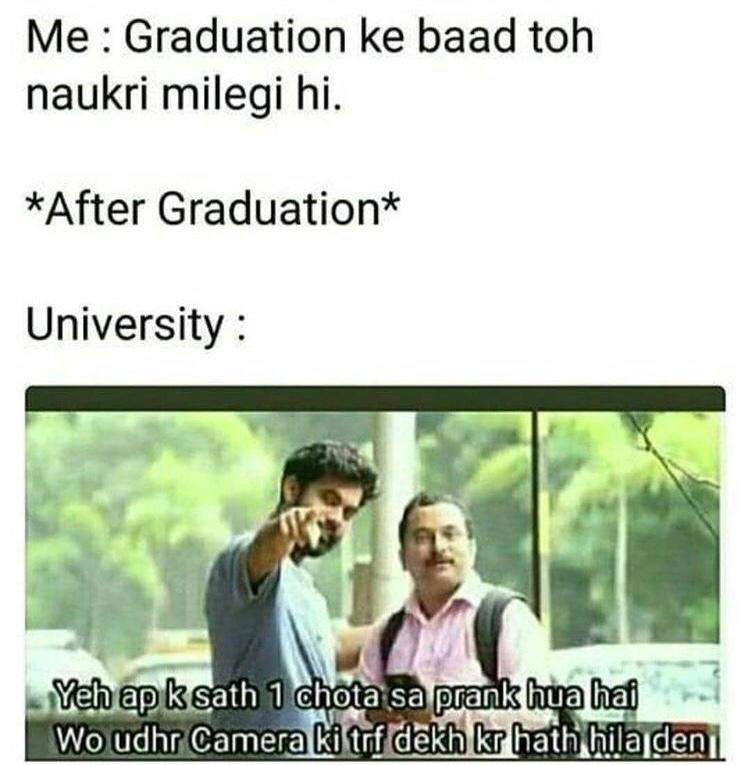 Me : Graduation ke baad toh
naukri milegi hi.
*After Graduation*
University :
Yeh ap k sath 1 chota sa prank hua hai
Wo udhr Camera ki trf dekh kr hath hila den